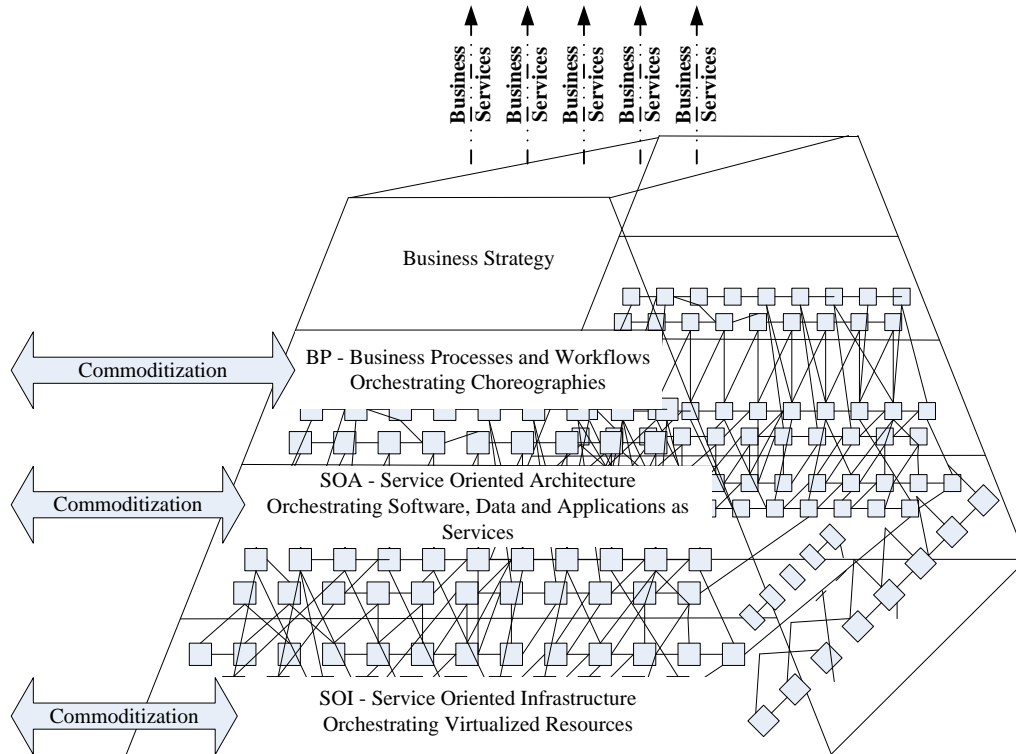 Business
Services
Business
Services
Business
Services
Business
Services
Business
Services
Business Strategy
BP - Business Processes and Workflows
Orchestrating Choreographies
Commoditization
SOA - Service Oriented Architecture
Orchestrating Software, Data and Applications as
Services
Commoditization
SOI - Service Oriented Infrastructure
Orchestrating Virtualized Resources
Commoditization